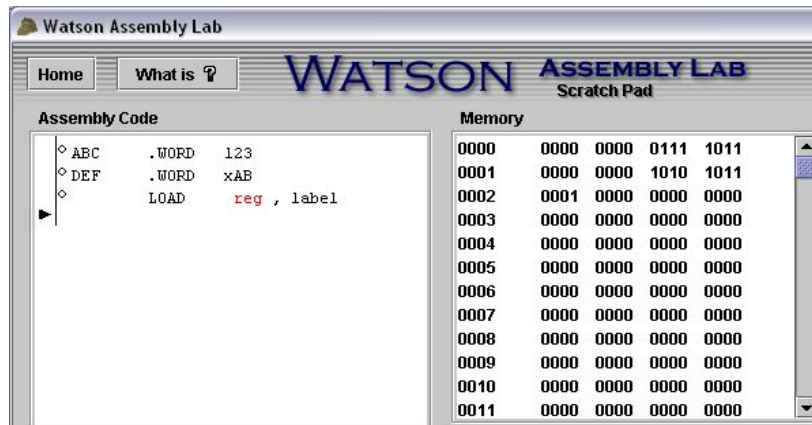 Watson Assembly Lab
Home What is ? WATSON ASSEMBLY LAB
Scratch Pad
Assembly Code
ABC .WORD 123
DEF .WORD xAB
LOAD reg , label
Memory
0000 0000 0000 0111 1011
0001 0000 0000 1010 1011
0002 0001 0000 0000 0000
0003 0000 0000 0000 0000
0004 0000 0000 0000 0000
0005 0000 0000 0000 0000
0006 0000 0000 0000 0000
0007 0000 0000 0000 0000
0008 0000 0000 0000 0000
0009 0000 0000 0000 0000
0010 0000 0000 0000 0000
0011 0000 0000 0000 0000